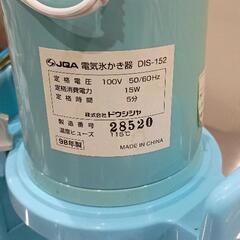 JQA 電気氷かき器 DIS-152
定格電圧 100V 50/60Hz
定格消費電力 15W
定格時間 5分
株式会社 ドウシシャ
製造番号 28520
温度ヒューズ 115℃
98年製 MADE IN CHINA